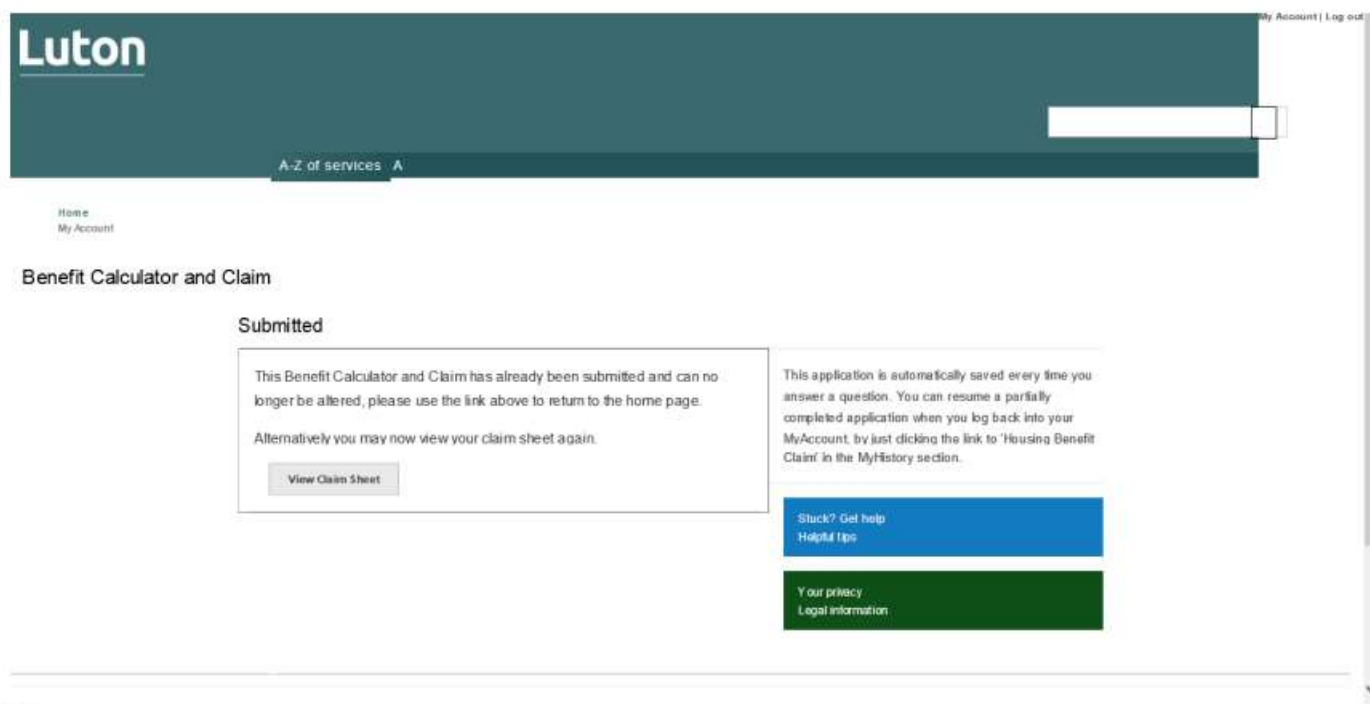 My Account | Log out
Luton
A-Z of services A
Home
My Account
Benefit Calculator and Claim
Submitted
This Benefit Calculator and Claim has already been submitted and can no
longer be altered, please use the link above to return to the home page.
Alternatively you may now view your claim sheet again.
View Claim Sheet
This application is automatically saved every time you
answer a question. You can resume a partially
completed application when you log back into your
MyAccount, by just clicking the link to 'Housing Benefit
Claim' in the MyHistory section.
Stuck? Get help
Helpful tips
Your privacy
Legal information